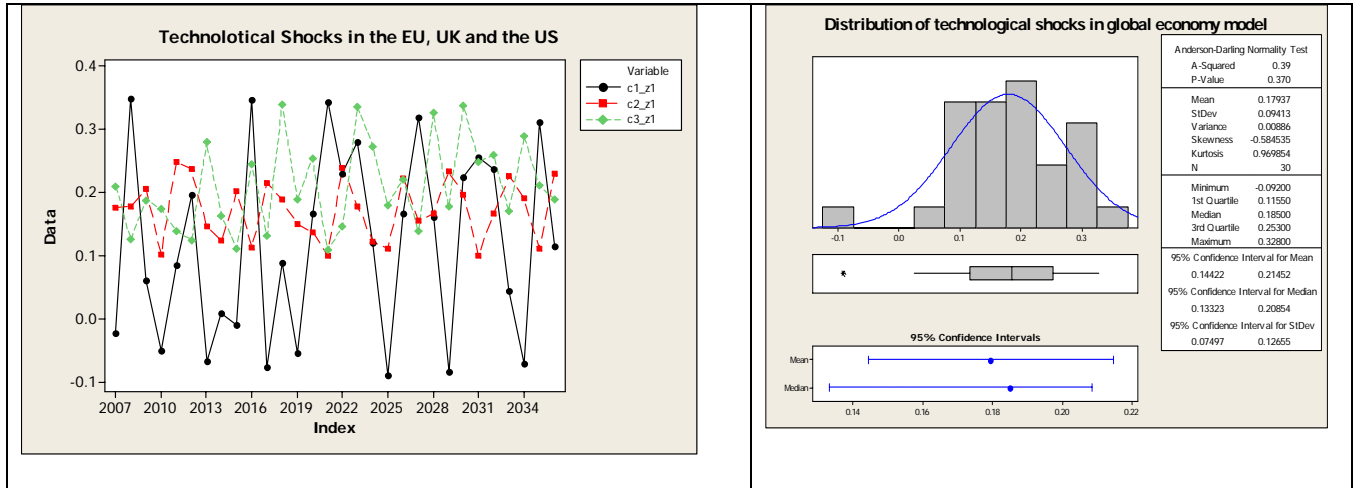 Technolotical Shocks in the EU, UK and the US
0.4
0.3
0.2
0.1
0.0
-0.1
Data
2007 2010 2013 2016 2019 2022 2025 2028 2031 2034
Index
Variable
c1_z1
c2_z1
c3_z1
Distribution of technological shocks in global economy model
-0.1 0.0 0.1 0.2 0.3
95% Confidence Intervals
Mean
Median
0.14 0.16 0.18 0.20 0.22
Anderson-Darling Normality Test
A-Squared 0.39
P-Value 0.370
Mean 0.17937
StDev 0.09413
Variance 0.00886
Skewness -0.584535
Kurtosis 0.969854
N 30
Minimum -0.09200
1st Quartile 0.11550
Median 0.18500
3rd Quartile 0.25300
Maximum 0.32800
95% Confidence Interval for Mean
0.14422 0.21452
95% Confidence Interval for Median
0.13323 0.20854
95% Confidence Interval for StDev
0.07497 0.12655